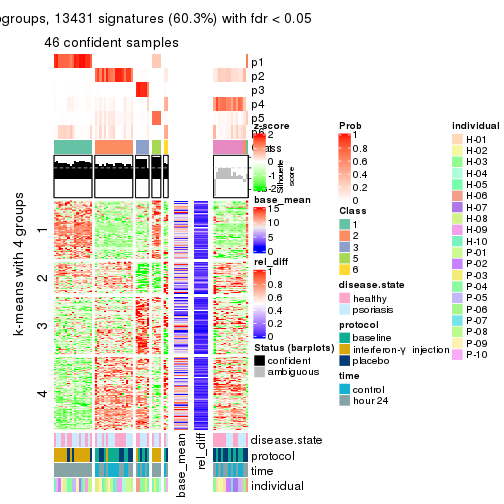 ogroups, 13431 signatures (60.3%) with fdr < 0.05
46 confident samples
p1
p2
p3
p4
p5
z-score
2
1
0
-1
-2
Silhouette
score
k-means with 4 groups
1
2
3
4
base_mean
15
10
5
0
rel_diff
1
0.8
0.6
0.4
0.2
0
Status (barplots)
confident
ambiguous
Prob
1
0.8
0.6
0.4
0.2
0
Class
1
2
3
5
6
disease.state
healthy
psoriasis
protocol
baseline
interferon-γ injection
placebo
time
control
hour 24
individual
H-01
H-02
H-03
H-04
H-05
H-06
H-07
H-08
H-09
H-10
P-01
P-02
P-03
P-04
P-05
P-06
P-07
P-08
P-09
P-10
disease.state
protocol
time
individual
base_mean
rel_diff